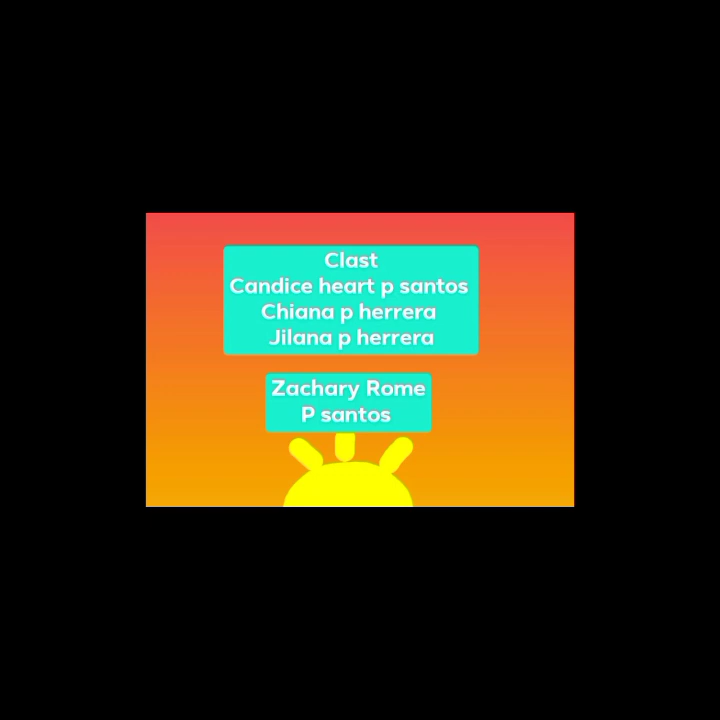 Clast
Candice heart p santos
Chiana p herrera
Jilana p herrera
Zachary Rome
P santos